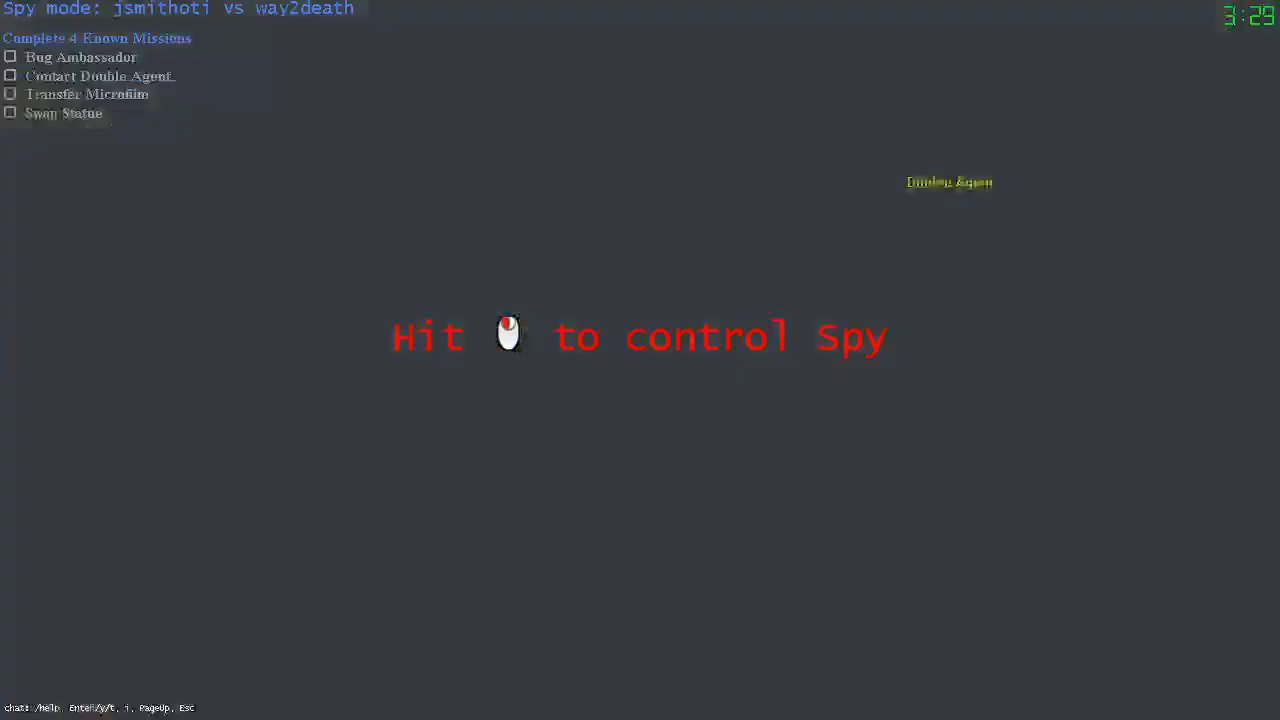 Spy mode: jsmithoti vs way2death
3:29
Complete 4 Known Missions
Bug Ambassador
Contact Double Agent
Transfer Microfilm
Swap Statue
Double Agent
Hit to control Spy
chat: /help, Enter/y/t, i, PageUp, Esc